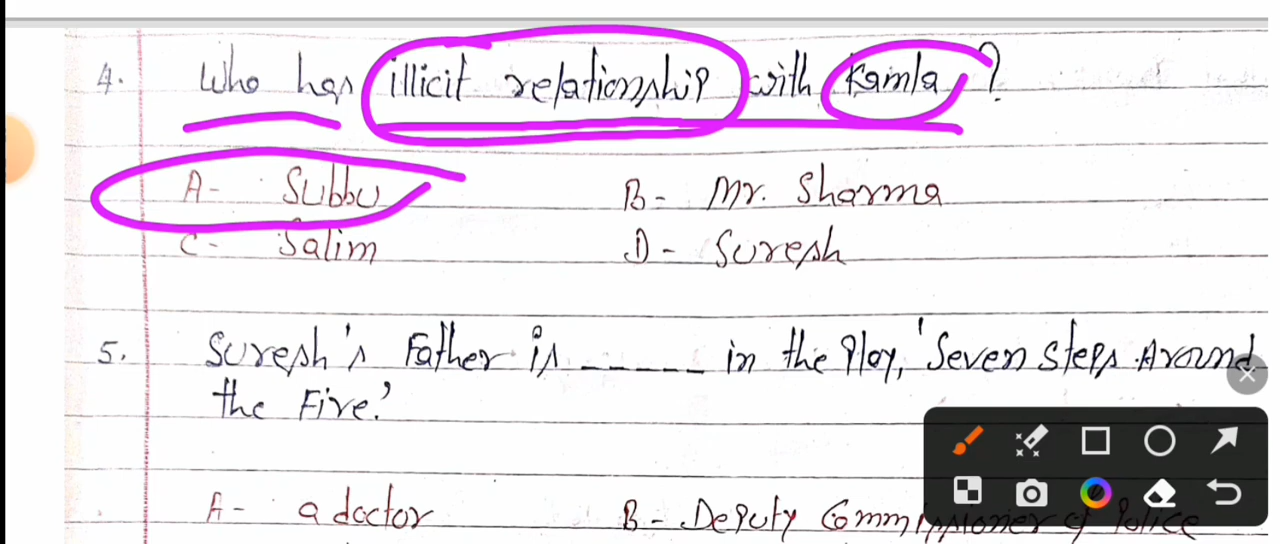 4. Who has illicit relationship with Kamla?
A- Subbu B- Mr. Sharma
C- Salim D- Suresh
5. Suresh's Father is _____ in the Play, 'Seven Steps Around
the Fire.'
A- a doctor B- Deputy Commissioner of Police